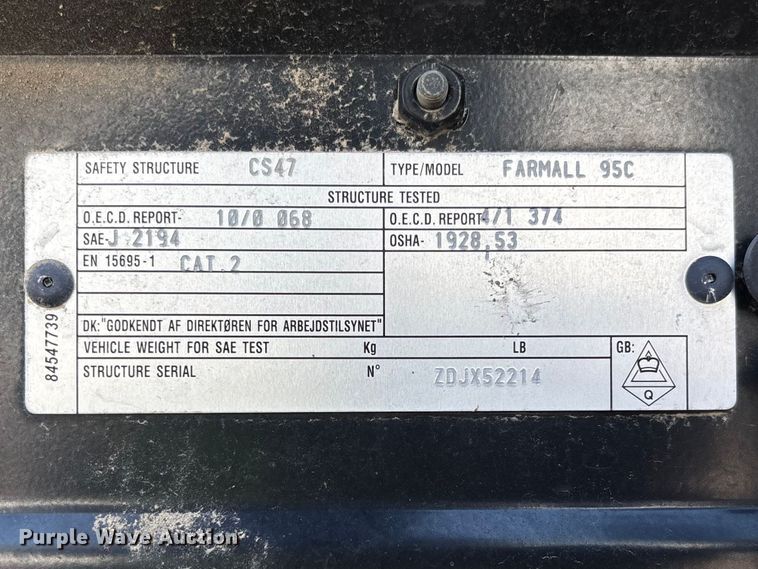 SAFETY STRUCTURE CS47 TYPE/MODEL FARMALL 95C
STRUCTURE TESTED
O.E.C.D. REPORT- 10/0 068 O.E.C.D. REPORT- 4/1 374
SAE- J 2194 OSHA- 1928,53
EN 15695-1 CAT.2
DK:"GODKENDT AF DIREKTØREN FOR ARBEJDSTILSYNET"
VEHICLE WEIGHT FOR SAE TEST Kg LB GB:
STRUCTURE SERIAL N° ZDJX52214
Q
84547739
Purple Wave Auction